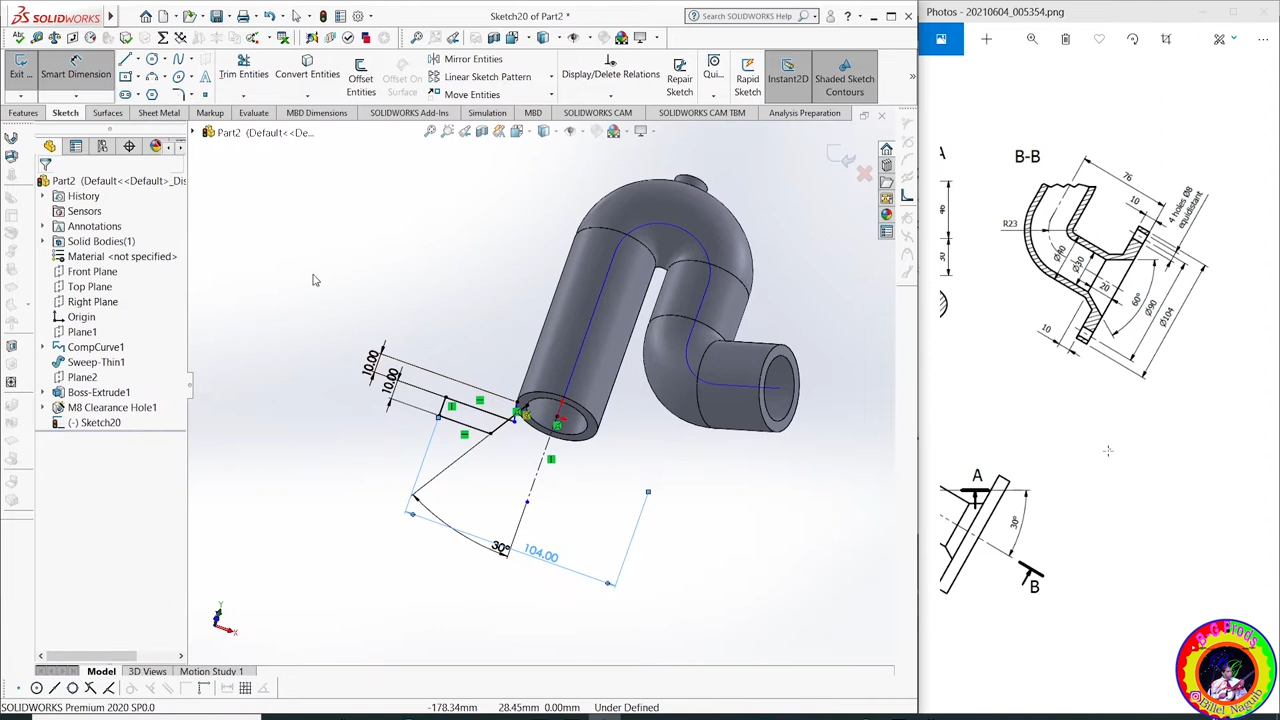 SOLIDWORKS
Sketch20 of Part2 *
Search SOLIDWORKS Help
Photos - 20210604_005354.png
Exit ...
Smart Dimension
Trim Entities
Convert Entities
Offset Entities
Offset On Surface
Mirror Entities
Linear Sketch Pattern
Move Entities
Display/Delete Relations
Repair Sketch
Qui...
Rapid Sketch
Instant2D
Shaded Sketch Contours
Features
Sketch
Surfaces
Sheet Metal
Markup
Evaluate
MBD Dimensions
SOLIDWORKS Add-Ins
Simulation
MBD
SOLIDWORKS CAM
SOLIDWORKS CAM TBM
Analysis Preparation
Part2 (Default<<De...
Part2 (Default<<Default>_Dis
History
Sensors
Annotations
Solid Bodies(1)
Material <not specified>
Front Plane
Top Plane
Right Plane
Origin
Plane1
CompCurve1
Sweep-Thin1
Plane2
Boss-Extrude1
M8 Clearance Hole1
(-) Sketch20
10.00
10.00
30°
104.00
Y
X
A
B-B
76
10
4 holes Ø8
equidistant
R23
Ø40
Ø30
20
60°
Ø90
Ø104
10
30
A
30°
B
Model
3D Views
Motion Study 1
SOLIDWORKS Premium 2020 SP0.0
-178.34mm
28.45mm
0.00mm
Under Defined
B G Prods
@Billel_Naguib